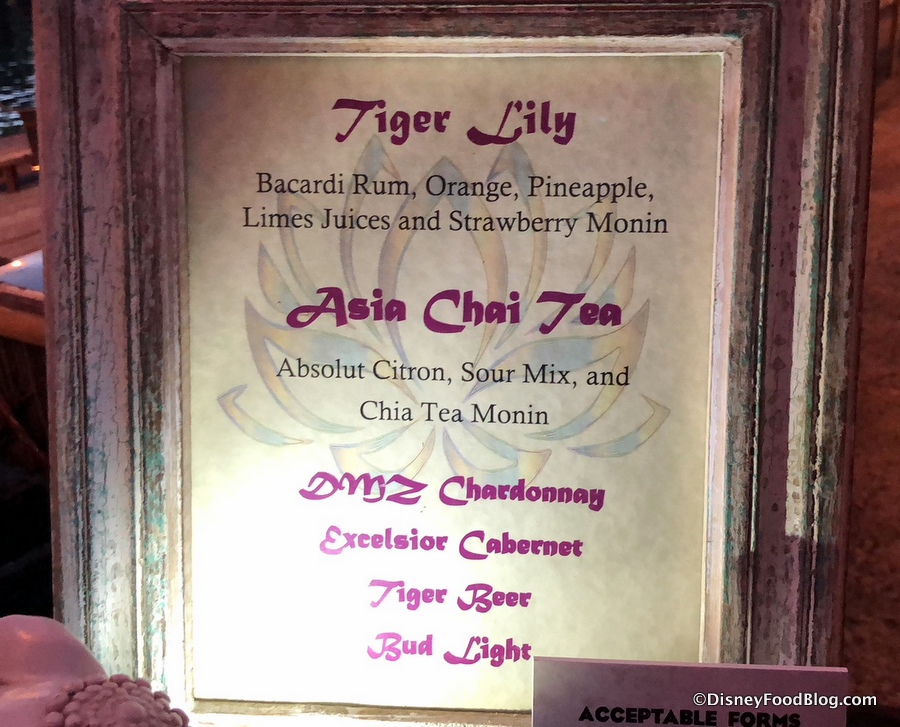 Tiger Lily
Bacardi Rum, Orange, Pineapple,
Limes Juices and Strawberry Monin
Asia Chai Tea
Absolut Citron, Sour Mix, and
Chia Tea Monin
DMZ Chardonnay
Excelsior Cabernet
Tiger Beer
Bud Light
ACCEPTABLE FORMS
©DisneyFoodBlog.com